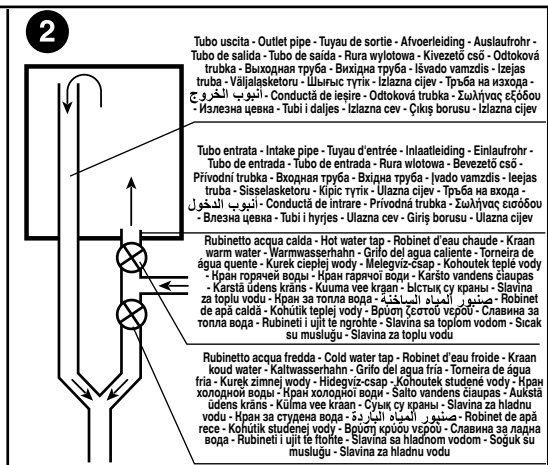 2
Tubo uscita - Outlet pipe - Tuyau de sortie - Afvoerleiding - Auslaufrohr -
Tubo de salida - Tubo de saída - Rura wylotowa - Kivezető cső - Odtoková
trubka - Выходная труба - Вихідна труба - Išvado vamzdis - Izejas
truba - Väljalasketoru - Шығыс түтік - Izlazna cijev - Тръба на изхода -
أنبوب الخروج - Conductă de ieşire - Odtoková trubka - Σωλήνας εξόδου
- Излезна цевка - Tubi i daljes - Izlazna cev - Çıkış borusu - Izlazna cijev
Tubo entrata - Intake pipe - Tuyau d'entrée - Inlaatleiding - Einlaufrohr -
Tubo de entrada - Tubo de entrada - Rura wlotowa - Bevezető cső -
Přívodní trubka - Входная труба - Вхідна труба - Įvado vamzdis - Ieejas
truba - Sisselasketoru - Кіріс түтік - Ulazna cijev - Тръба на входа -
أنبوب الدخول - Conductă de intrare - Prívodná trubka - Σωλήνας εισόδου
- Влезна цевка - Tubi i hyrjes - Ulazna cev - Giriş borusu - Ulazna cijev
Rubinetto acqua calda - Hot water tap - Robinet d'eau chaude - Kraan
warm water - Warmwasserhahn - Grifo del agua caliente - Torneira de
água quente - Kurek ciepłej wody - Melegvíz-csap - Kohoutek teplé vody
- Кран горячей воды - Кран гарячої води - Karšto vandens čiaupas
- Karstā ūdens krāns - Kuuma vee kraan - Ыстық су краны - Slavina
za toplu vodu - Кран за топла вода - صنبور المياه الساخنة - Robinet
de apă caldă - Kohútik teplej vody - Βρύση ζεστού νερού - Славина за
топла вода - Rubineti i ujit te ngrohte - Slavina sa toplom vodom - Sıcak
su musluğu - Slavina za toplu vodu
Rubinetto acqua fredda - Cold water tap - Robinet d'eau froide - Kraan
koud water - Kaltwasserhahn - Grifo del agua fría - Torneira de água
fria - Kurek zimnej wody - Hidegvíz-csap - Kohoutek studené vody - Кран
холодной воды - Кран холодної води - Šalto vandens čiaupas - Aukstā
ūdens krāns - Külma vee kraan - Суық су краны - Slavina za hladnu
vodu - Кран за студена вода - صنبور المياه الباردة - Robinet de apă
rece - Kohútik studenej vody - Βρύση κρύου νερού - Славина за ладна
вода - Rubineti i ujit te ftohte - Slavina sa hladnom vodom - Soğuk su
musluğu - Slavina za hladnu vodu